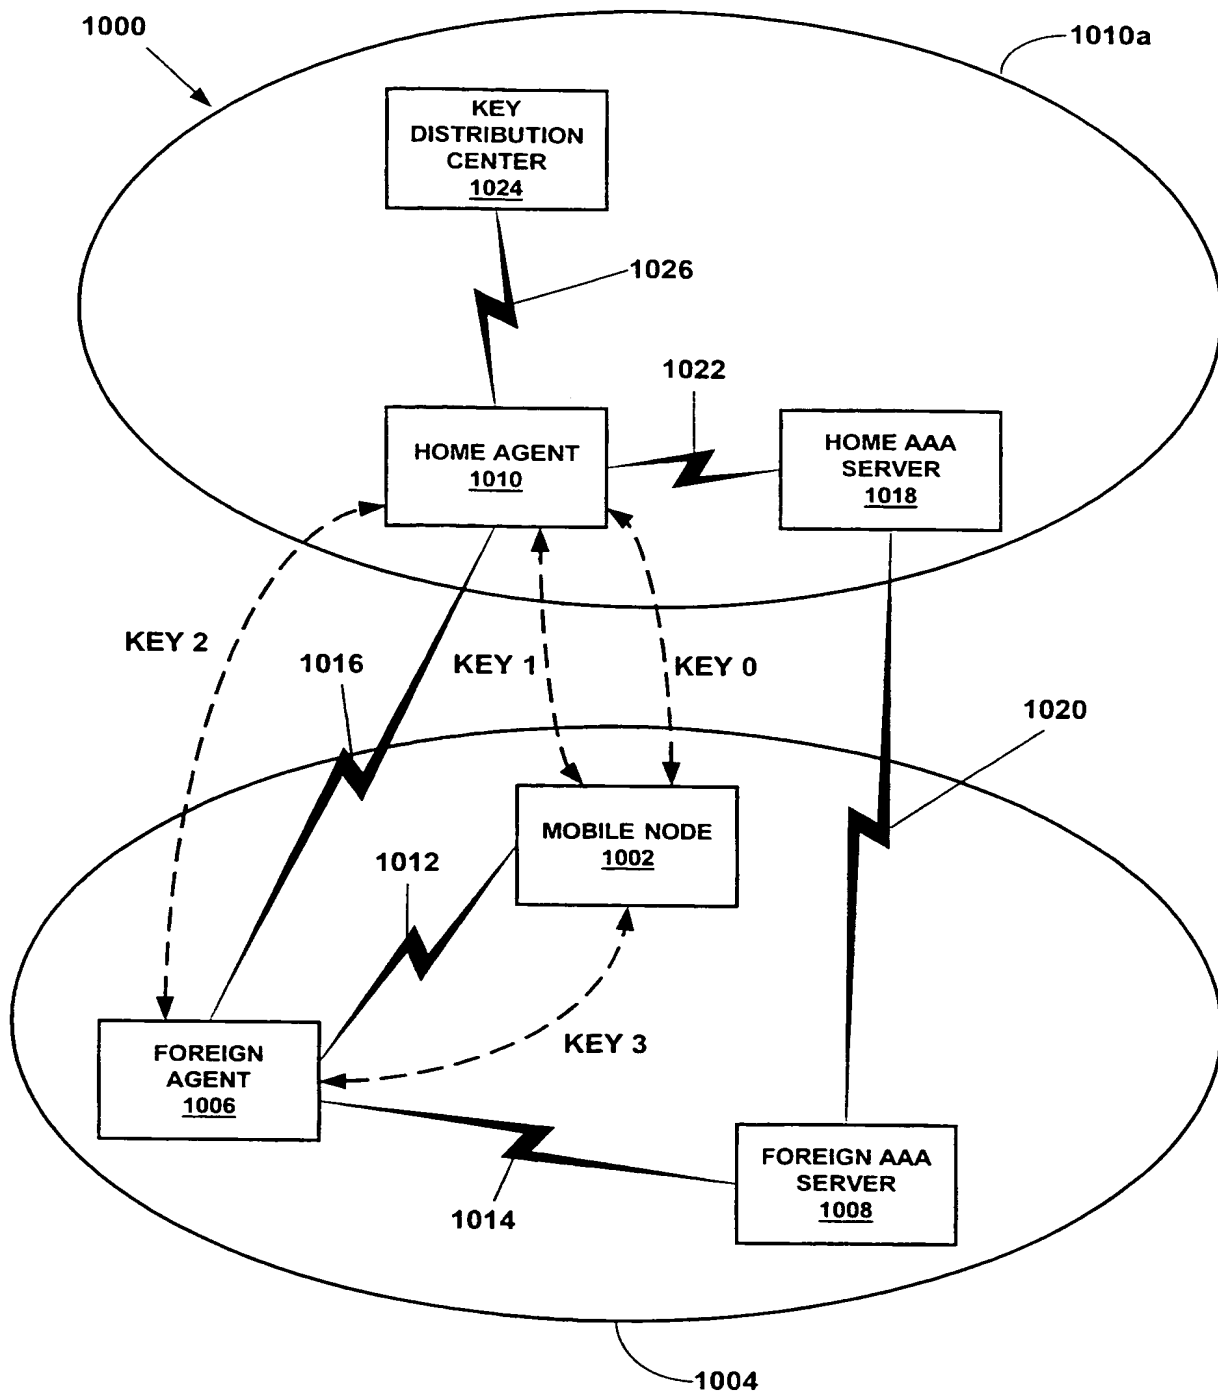 1000
1010a
KEY
DISTRIBUTION
CENTER
1024
1026
1022
HOME AGENT
1010
HOME AAA
SERVER
1018
KEY 2
1016
KEY 1
KEY 0
1020
MOBILE NODE
1002
1012
FOREIGN
AGENT
1006
KEY 3
FOREIGN AAA
SERVER
1008
1014
1004